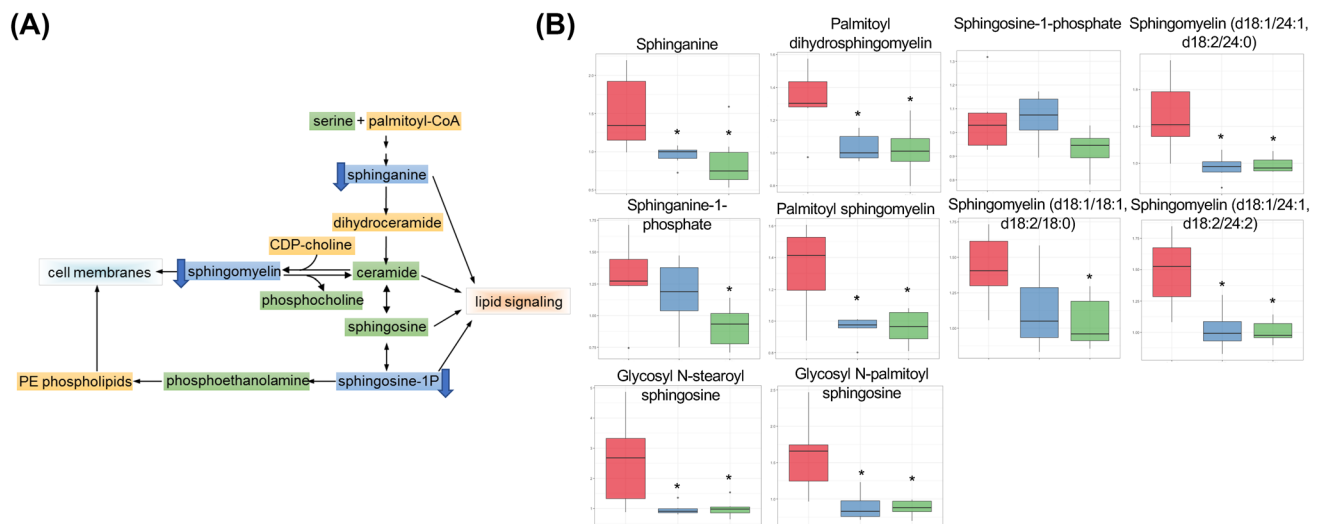 (A)
serine + palmitoyl-CoA
sphinganine
dihydroceramide
CDP-choline
cell membranes
sphingomyelin
ceramide
phosphocholine
lipid signaling
sphingosine
PE phospholipids
phosphoethanolamine
sphingosine-1P
(B)
Sphinganine
*
*
Palmitoyl
dihydrosphingomyelin
*
*
Sphingosine-1-phosphate
Sphingomyelin (d18:1/24:1,
d18:2/24:0)
*
*
Sphinganine-1-
phosphate
*
Palmitoyl sphingomyelin
*
*
Sphingomyelin (d18:1/18:1,
d18:2/18:0)
*
Sphingomyelin (d18:1/24:1,
d18:2/24:2)
*
*
Glycosyl N-stearoyl
sphingosine
*
*
Glycosyl N-palmitoyl
sphingosine
*
*